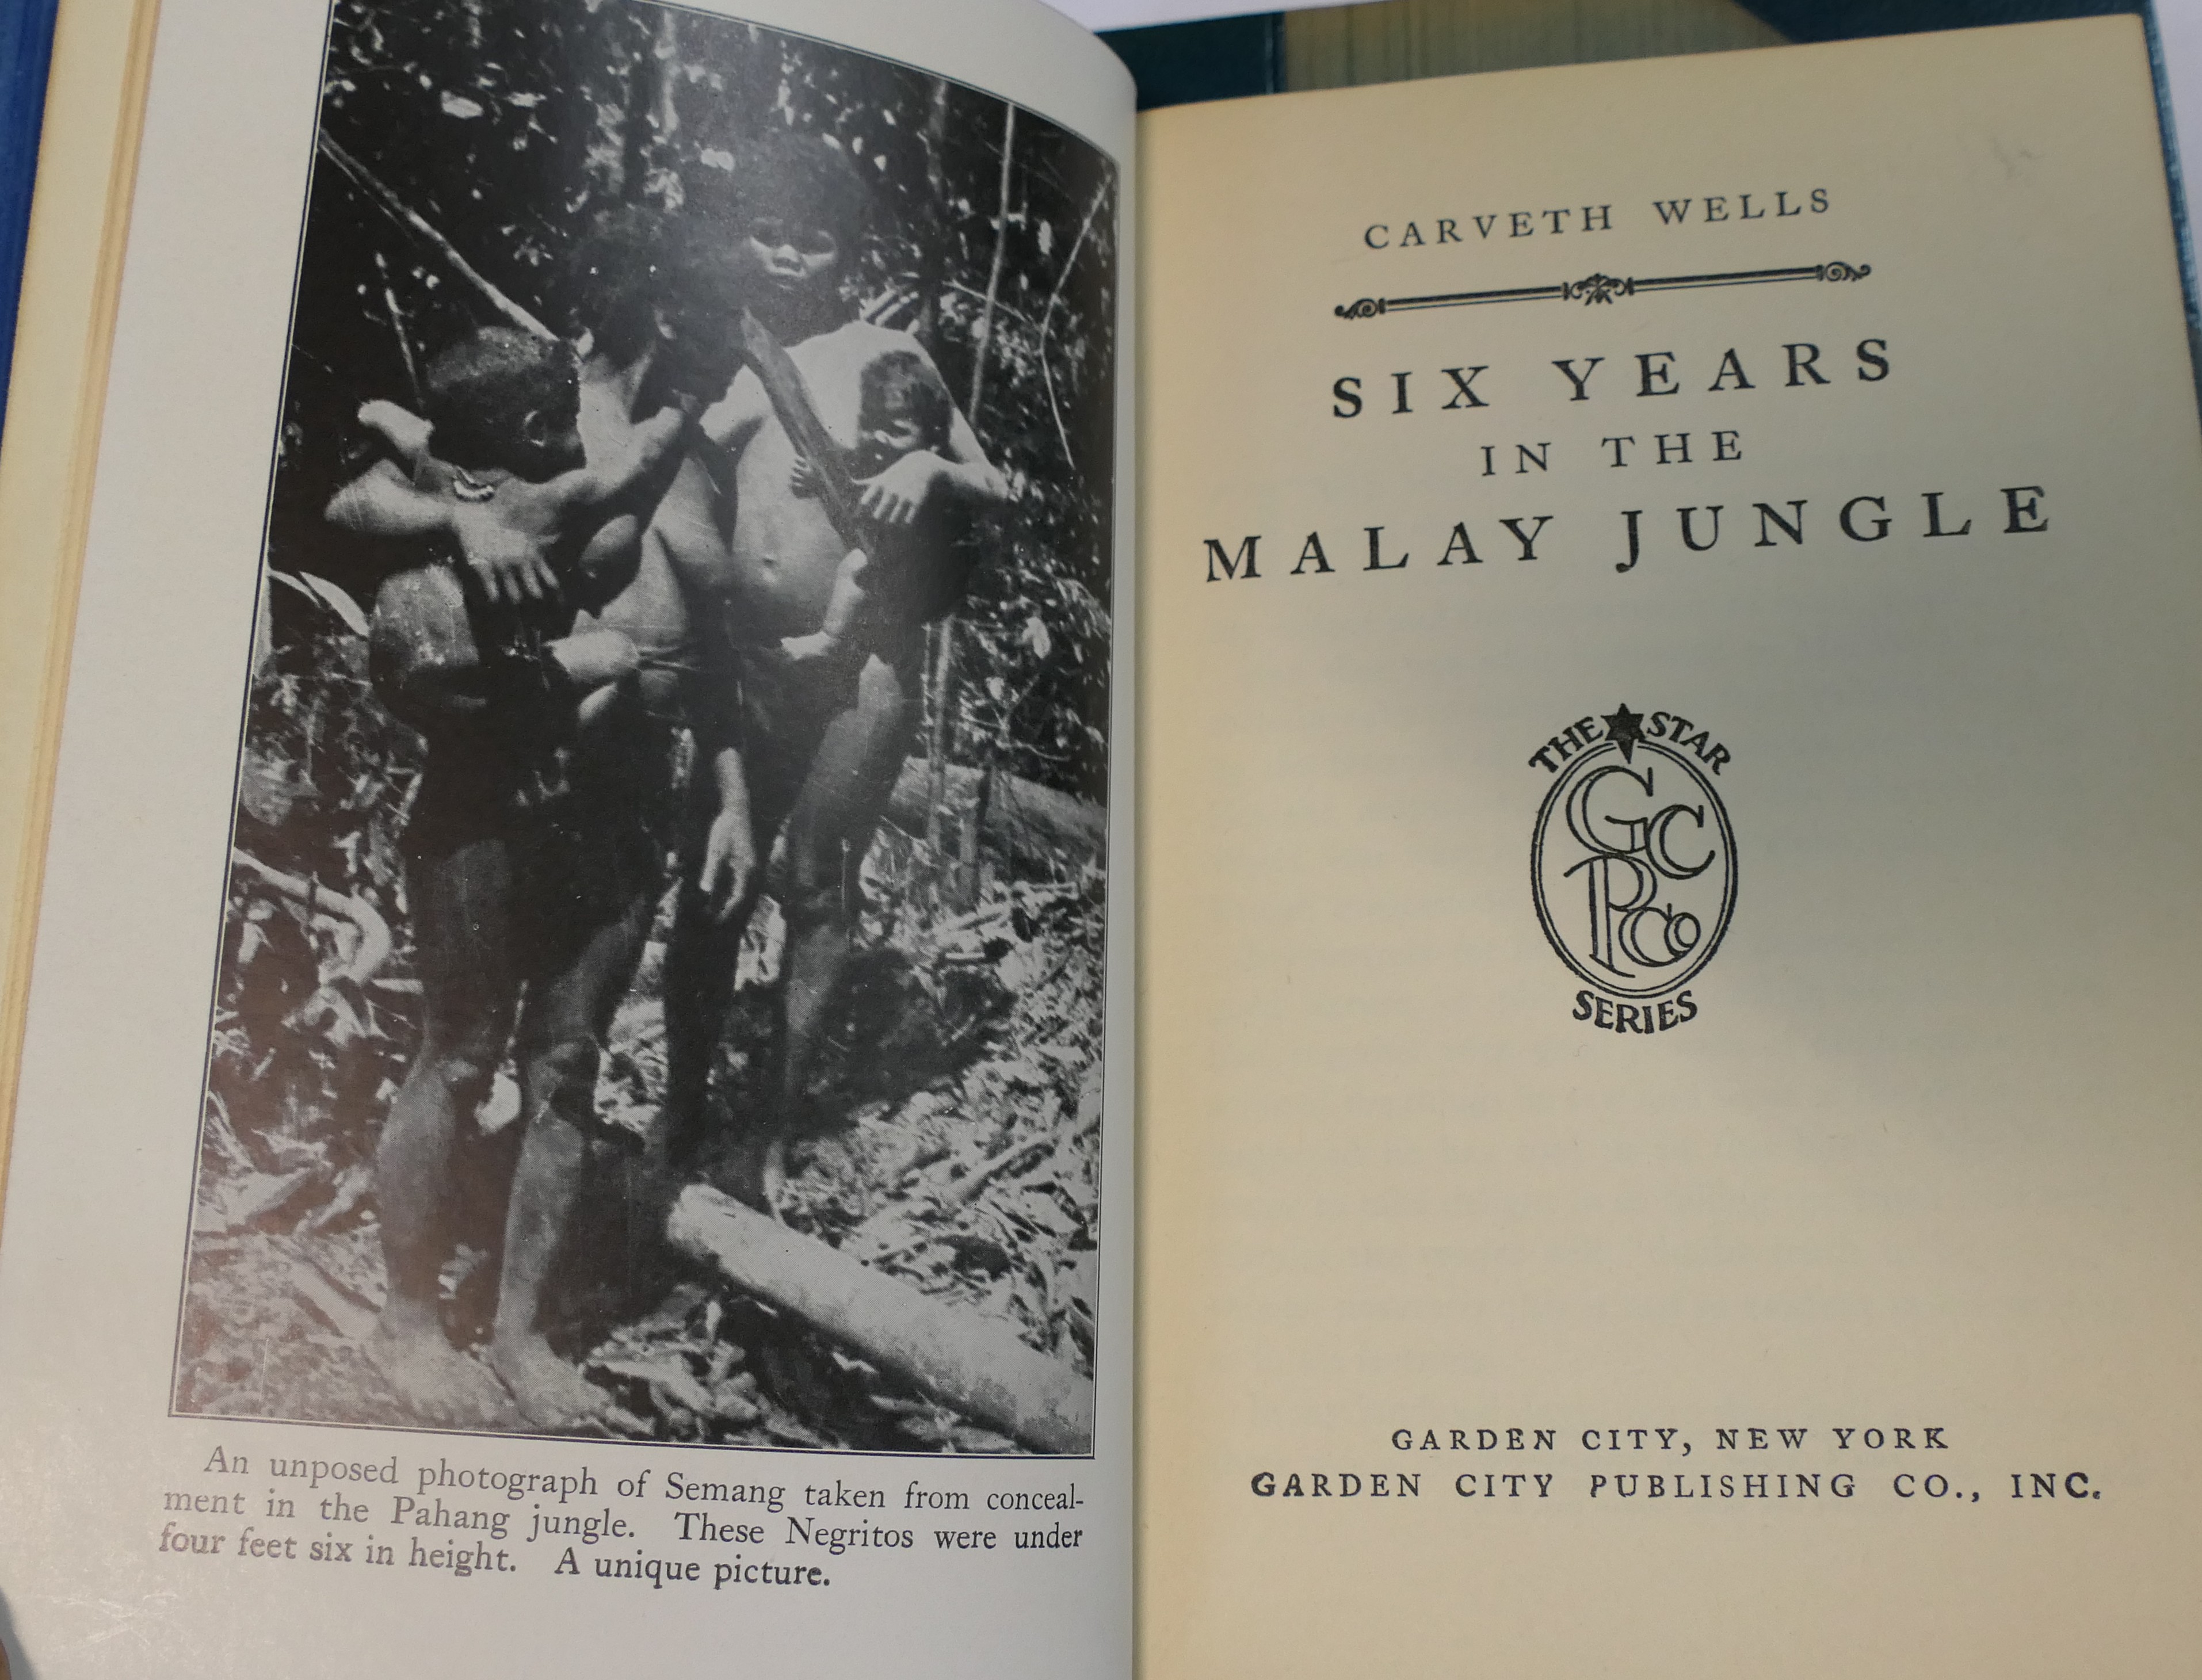 An unposed photograph of Semang taken from conceal-
ment in the Pahang jungle. These Negritos were under
four feet six in height. A unique picture.
CARVETH WELLS
SIX YEARS
IN THE
MALAY JUNGLE
THE STAR
GC
PCo
SERIES
GARDEN CITY, NEW YORK
GARDEN CITY PUBLISHING CO., INC.